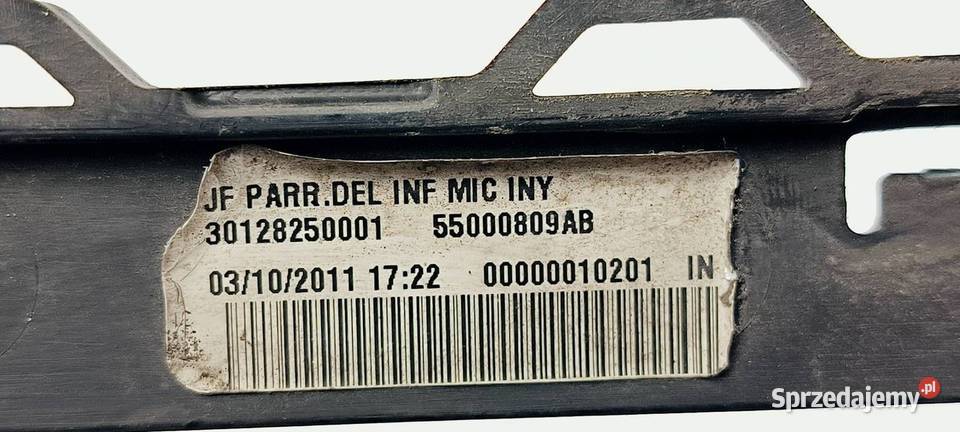 JF PARR.DEL INF MIC INY
30128250001 55000809AB
03/10/2011 17:22 00000010201 IN
Sprzedajemy.pl